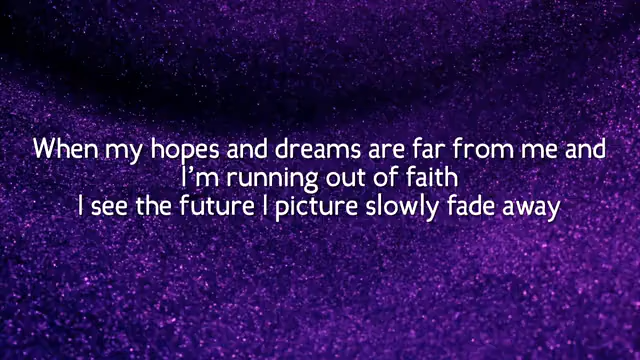 When my hopes and dreams are far from me and
I'm running out of faith
I see the future I picture slowly fade away